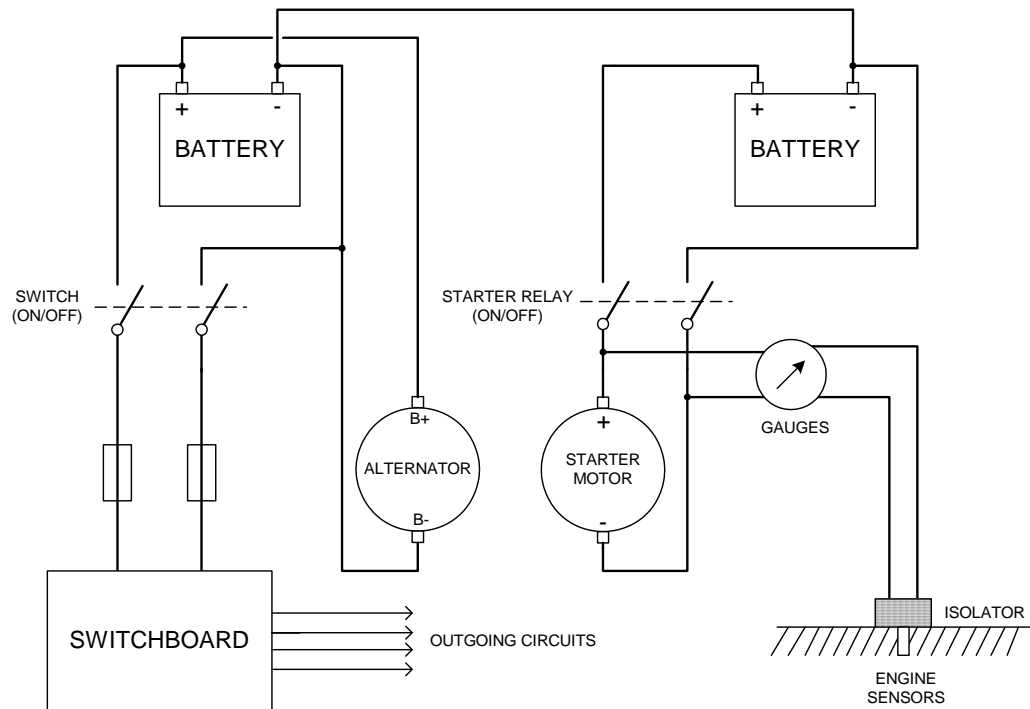 + -
BATTERY
+ -
BATTERY
SWITCH
(ON/OFF)
STARTER RELAY
(ON/OFF)
B+
ALTERNATOR
B-
+
STARTER
MOTOR
-
GAUGES
SWITCHBOARD
OUTGOING CIRCUITS
ISOLATOR
ENGINE
SENSORS